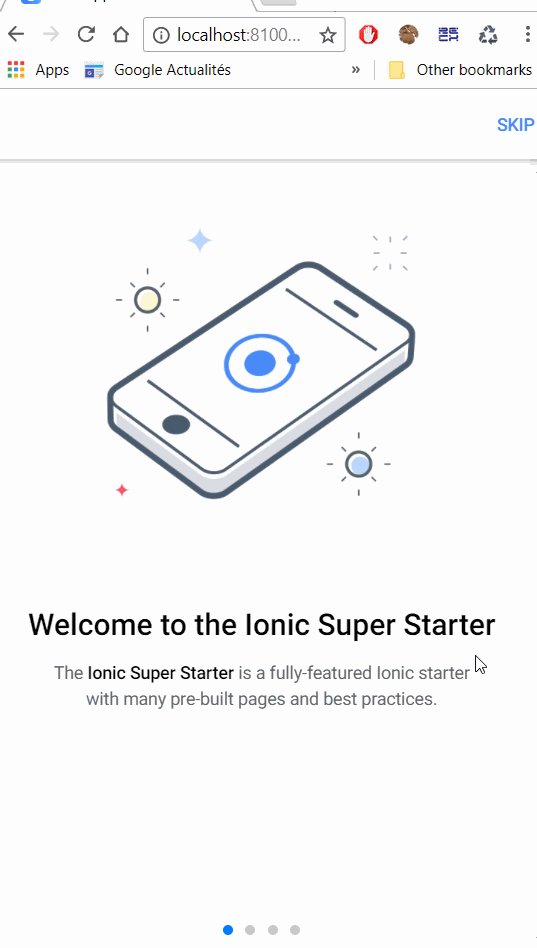 localhost:8100...
Apps
Google Actualités
»
Other bookmarks
SKIP
Welcome to the Ionic Super Starter
The Ionic Super Starter is a fully-featured Ionic starter
with many pre-built pages and best practices.